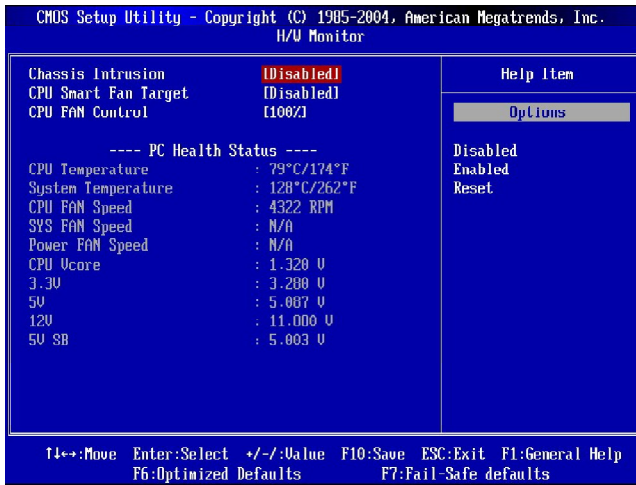 CMOS Setup Utility - Copyright (C) 1985-2004, American Megatrends, Inc.
H/W Monitor
Chassis Intrusion [Disabled]
CPU Smart Fan Target [Disabled]
CPU FAN Control [100%]
---- PC Health Status ----
CPU Temperature : 79°C/174°F
System Temperature : 128°C/262°F
CPU FAN Speed : 4322 RPM
SYS FAN Speed : N/A
Power FAN Speed : N/A
CPU Vcore : 1.320 V
3.3V : 3.280 V
5V : 5.087 V
12V : 11.000 V
5V SB : 5.003 V
Help Item
Options
Disabled
Enabled
Reset
↑↓←→:Move Enter:Select +/-/:Value F10:Save ESC:Exit F1:General Help
F6:Optimized Defaults F7:Fail-Safe defaults